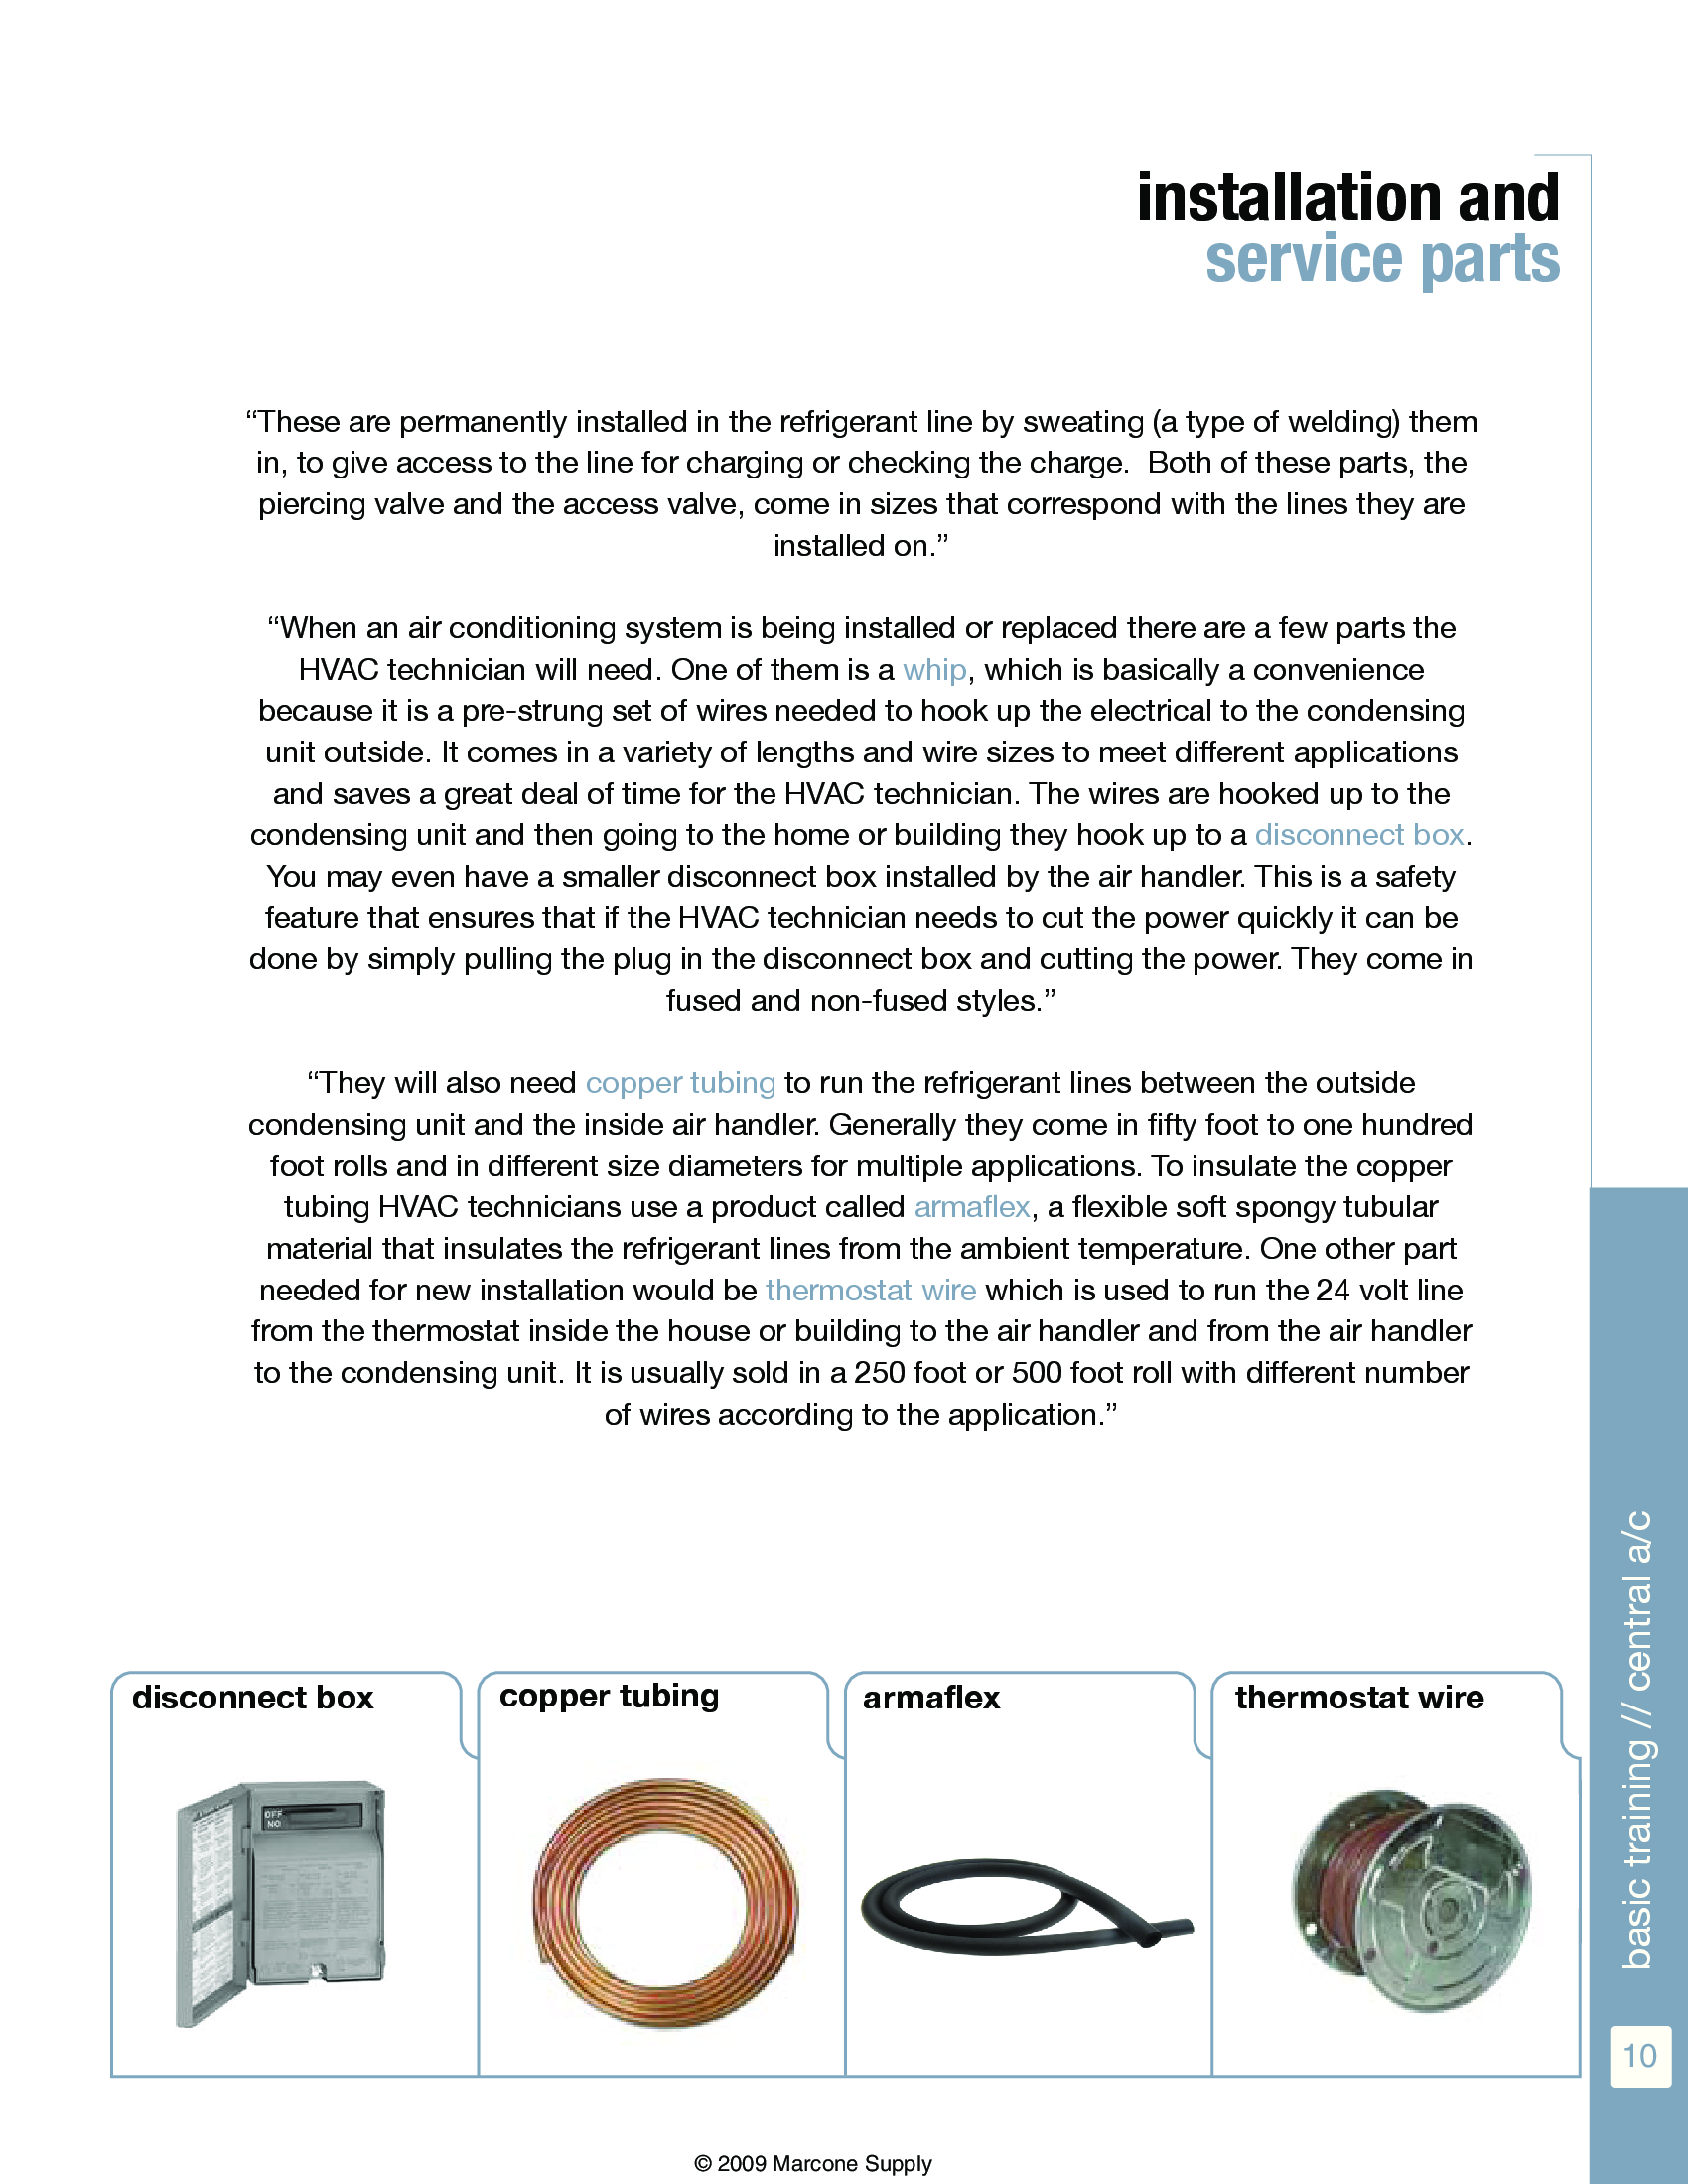 installation and
service parts
“These are permanently installed in the refrigerant line by sweating (a type of welding) them
in, to give access to the line for charging or checking the charge.  Both of these parts, the
piercing valve and the access valve, come in sizes that correspond with the lines they are
installed on.”
“When an air conditioning system is being installed or replaced there are a few parts the
HVAC technician will need. One of them is a whip, which is basically a convenience
because it is a pre-strung set of wires needed to hook up the electrical to the condensing
unit outside. It comes in a variety of lengths and wire sizes to meet different applications
and saves a great deal of time for the HVAC technician. The wires are hooked up to the
condensing unit and then going to the home or building they hook up to a disconnect box.
You may even have a smaller disconnect box installed by the air handler. This is a safety
feature that ensures that if the HVAC technician needs to cut the power quickly it can be
done by simply pulling the plug in the disconnect box and cutting the power. They come in
fused and non-fused styles.”
“They will also need copper tubing to run the refrigerant lines between the outside
condensing unit and the inside air handler. Generally they come in fifty foot to one hundred
foot rolls and in different size diameters for multiple applications. To insulate the copper
tubing HVAC technicians use a product called armaflex, a flexible soft spongy tubular
material that insulates the refrigerant lines from the ambient temperature. One other part
needed for new installation would be thermostat wire which is used to run the 24 volt line
from the thermostat inside the house or building to the air handler and from the air handler
to the condensing unit. It is usually sold in a 250 foot or 500 foot roll with different number
of wires according to the application.”
disconnect box
copper tubing
armaflex
thermostat wire
OFF
NO
basic training // central a/c
10
© 2009 Marcone Supply